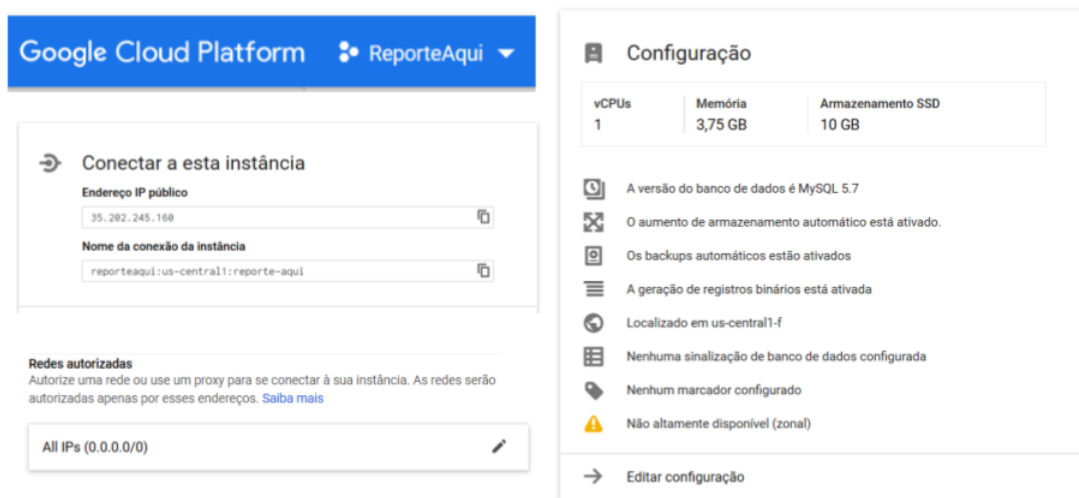 Google Cloud Platform
ReporteAqui
Conectar a esta instância
Endereço IP público
35.202.245.160
Nome da conexão da instância
reporteaqui:us-central1:reporte-aqui
Redes autorizadas
Autorize uma rede ou use um proxy para se conectar à sua instância. As redes serão
autorizadas apenas por esses endereços. Saiba mais
All IPs (0.0.0.0/0)
Configuração
vCPUs Memória Armazenamento SSD
1 3,75 GB 10 GB
A versão do banco de dados é MySQL 5.7
O aumento de armazenamento automático está ativado.
Os backups automáticos estão ativados
A geração de registros binários está ativada
Localizado em us-central1-f
Nenhuma sinalização de banco de dados configurada
Nenhum marcador configurado
Não altamente disponível (zonal)
Editar configuração